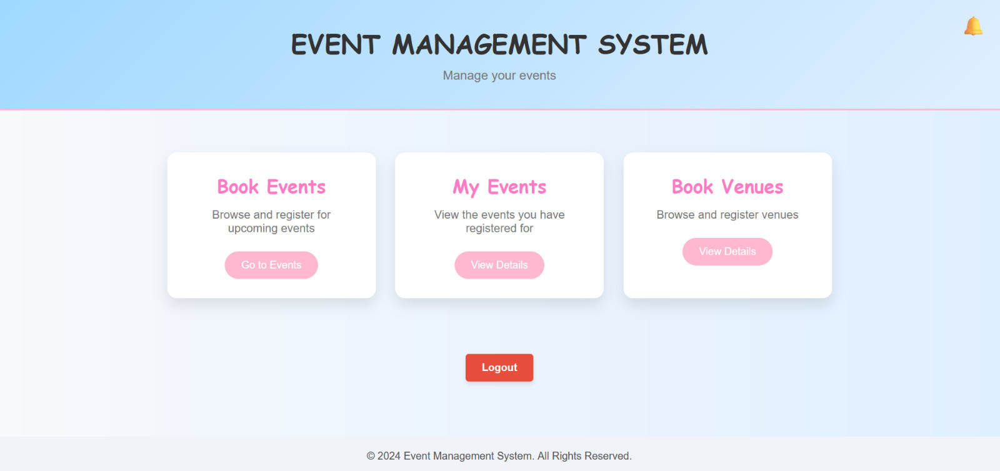 EVENT MANAGEMENT SYSTEM
Manage your events
Book Events
Browse and register for
upcoming events
Go to Events
My Events
View the events you have
registered for
View Details
Book Venues
Browse and register venues
View Details
Logout
© 2024 Event Management System. All Rights Reserved.